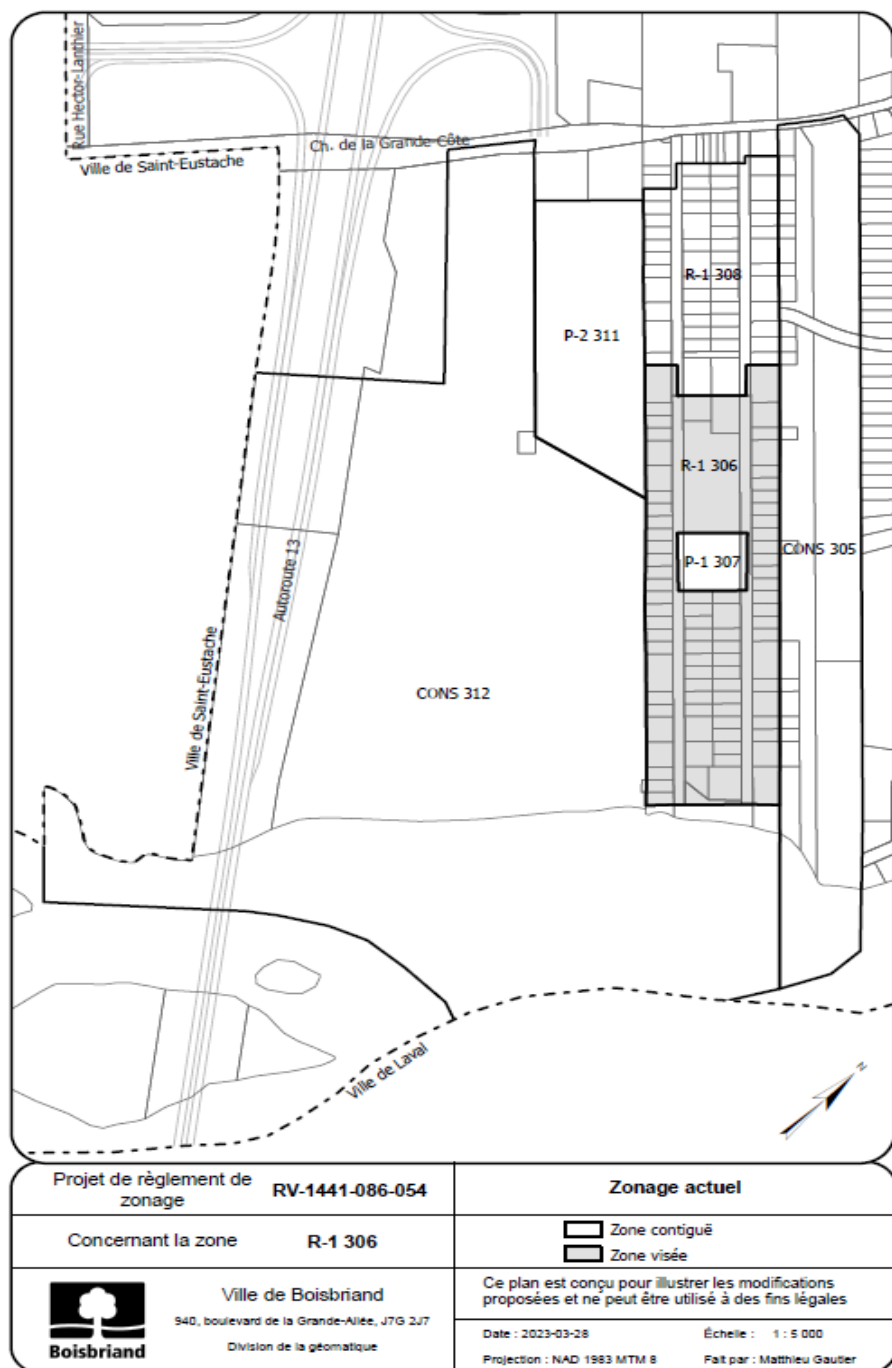 Rue Hector-Lanthier
Ch. de la Grande-Côte
Ville de Saint-Eustache
R-1 308
P-2 311
R-1 306
P-1 307
CONS 305
Autoroute 13
CONS 312
Ville de Saint-Eustache
Ville de Laval
N
Projet de règlement de
zonage
RV-1441-086-054
Zonage actuel
Concernant la zone
R-1 306
Zone contiguë
Zone visée
Boisbriand
Ville de Boisbriand
940, boulevard de la Grande-Allée, J7G 2J7
Division de la géomatique
Ce plan est conçu pour illustrer les modifications
proposées et ne peut être utilisé à des fins légales
Date : 2023-03-28
Échelle : 1 : 5 000
Projection : NAD 1983 MTM 8
Fait par : Matthieu Gautier